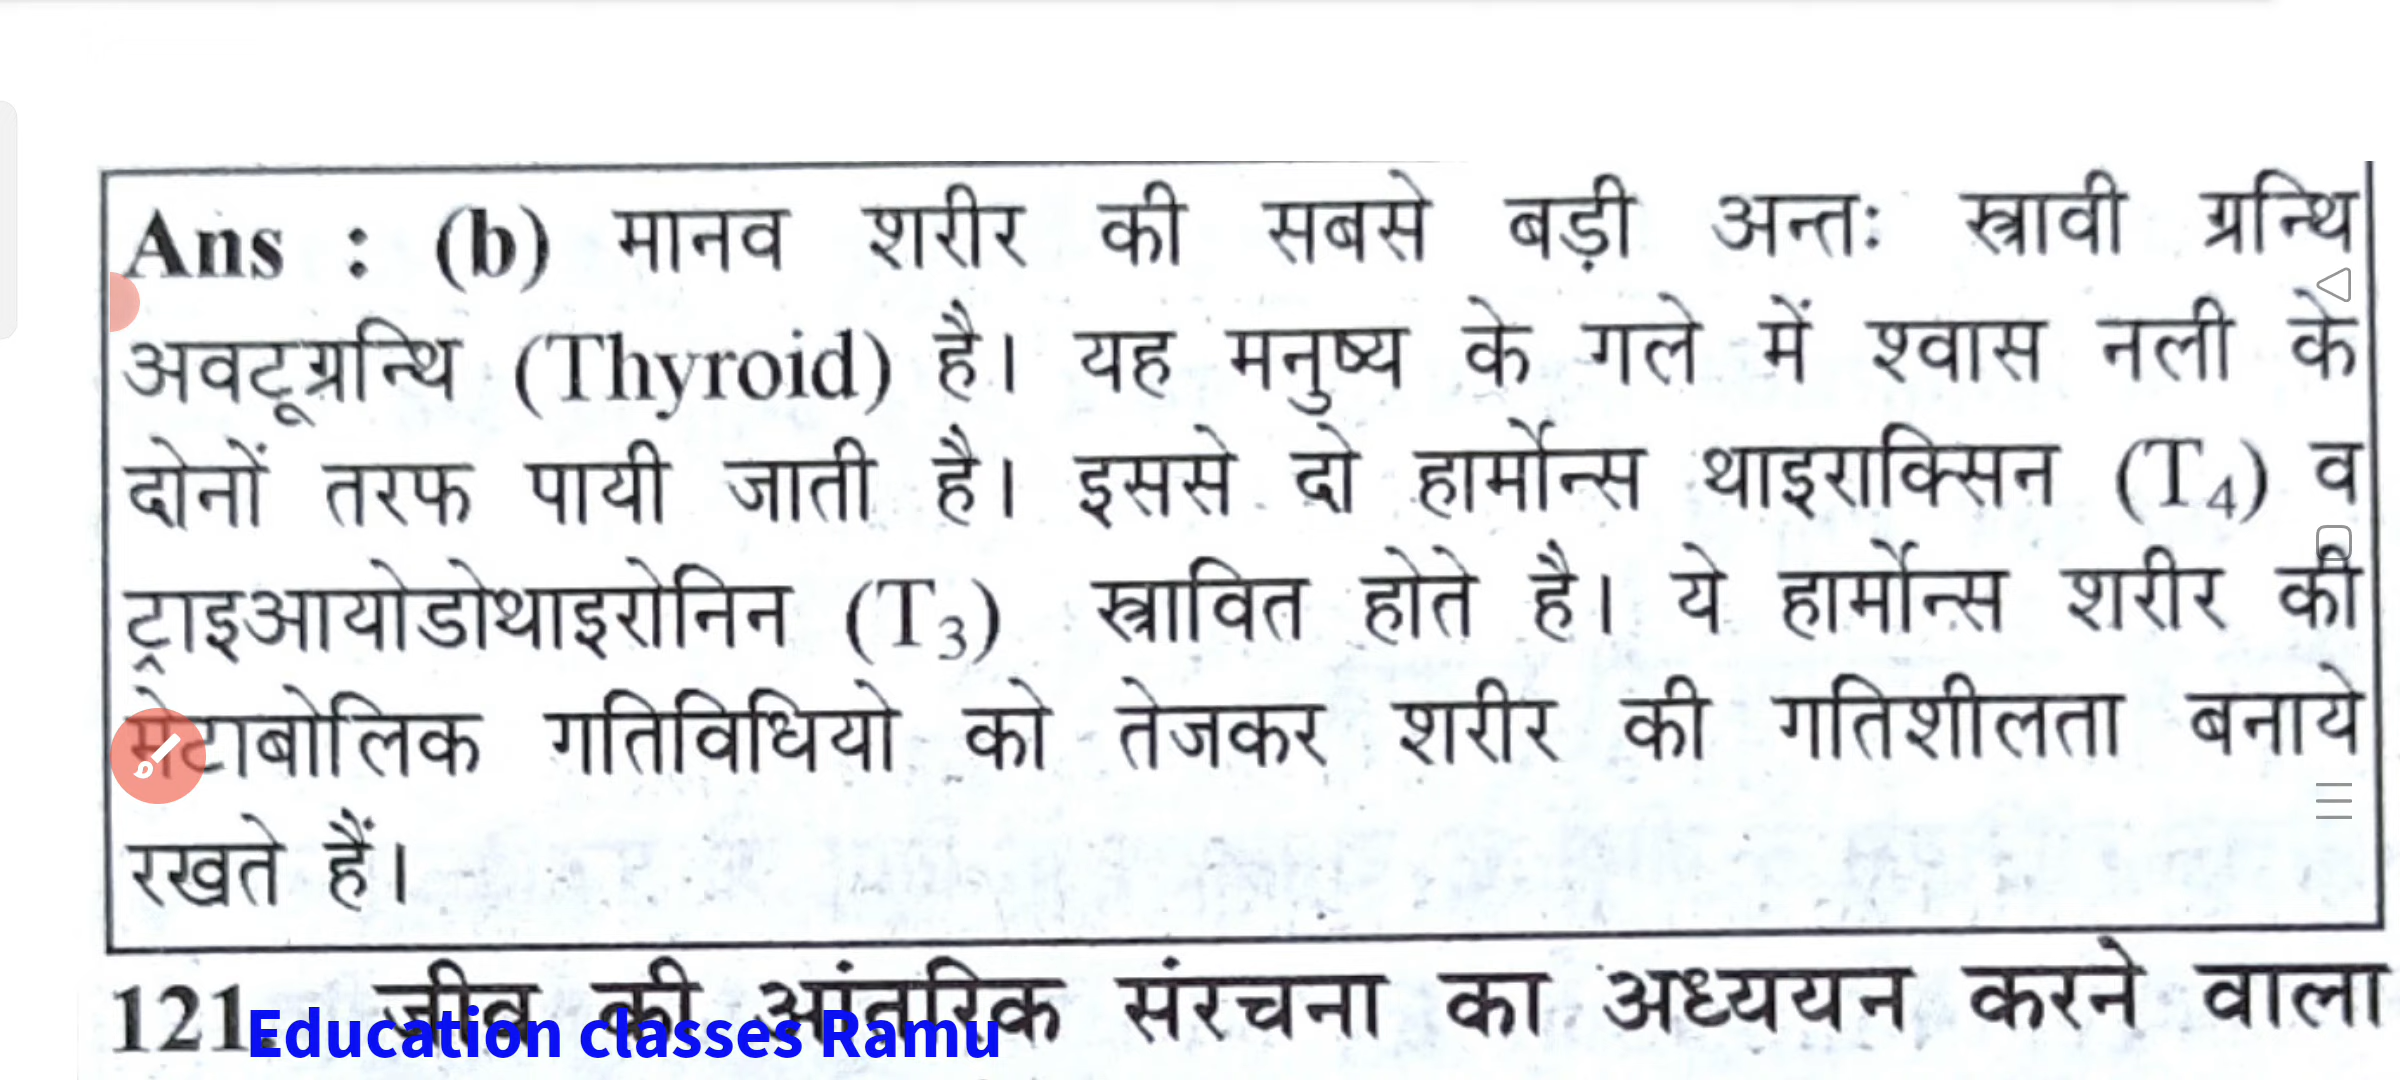 Ans : (b) मानव शरीर की सबसे बड़ी अन्तः स्त्रावी ग्रन्थि
अवटूग्रन्थि (Thyroid) है। यह मनुष्य के गले में श्वास नली के
दोनों तरफ पायी जाती है। इससे दो हार्मोन्स थाइराक्सिन (T₄) व
ट्राइआयोडोथाइरोनिन (T₃) स्त्रावित होते है। ये हार्मोन्स शरीर की
मेटाबोलिक गतिविधियो को तेजकर शरीर की गतिशीलता बनाये
रखते हैं।
121. जीव की आंतरिक संरचना का अध्ययन करने वाला
Education classes Ramu